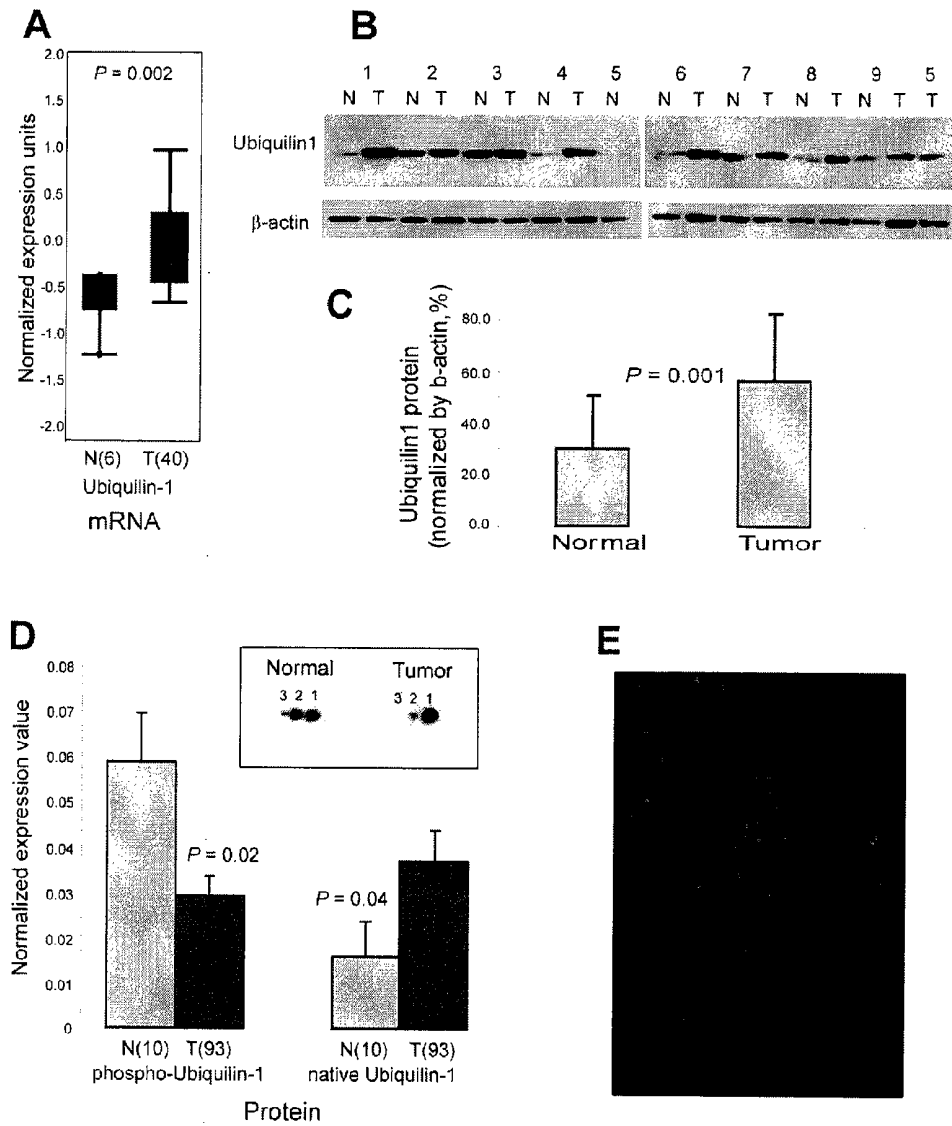 A
2.0
P = 0.002
1.5
1.0
0.5
0.0
-0.5
-1.0
-1.5
-2.0
Normalized expression units
N(6) T(40)
Ubiquilin-1
mRNA
B
1 2 3 4 5 6 7 8 9 5
N T N T N T N T N N T N T N T N T T
Ubiquilin1
β-actin
C
80.0
60.0
40.0
20.0
0.0
Ubiquilin1 protein
(normalized by b-actin,%)
P = 0.001
Normal Tumor
D
0.08
0.07
0.06
0.05
0.04
0.03
0.02
0.01
0
Normalized expression value
Normal Tumor
3 2 1 3 2 1
P = 0.02
P = 0.04
N(10) T(93) N(10) T(93)
phospho-Ubiquilin-1 native Ubiquilin-1
Protein
E